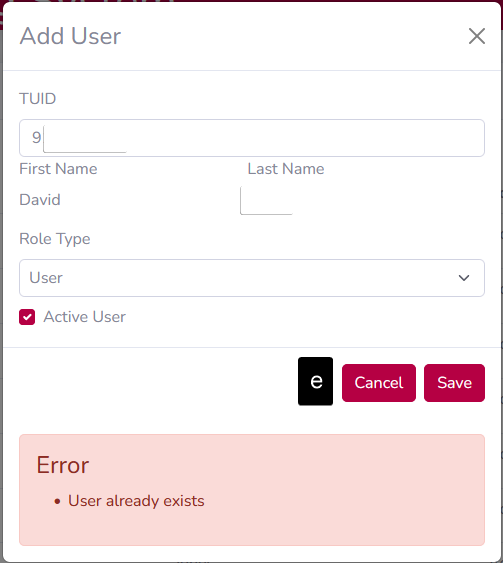 Add User
TUID
9
First Name Last Name
David
Role Type
User
Active User
e Cancel Save
Error
User already exists